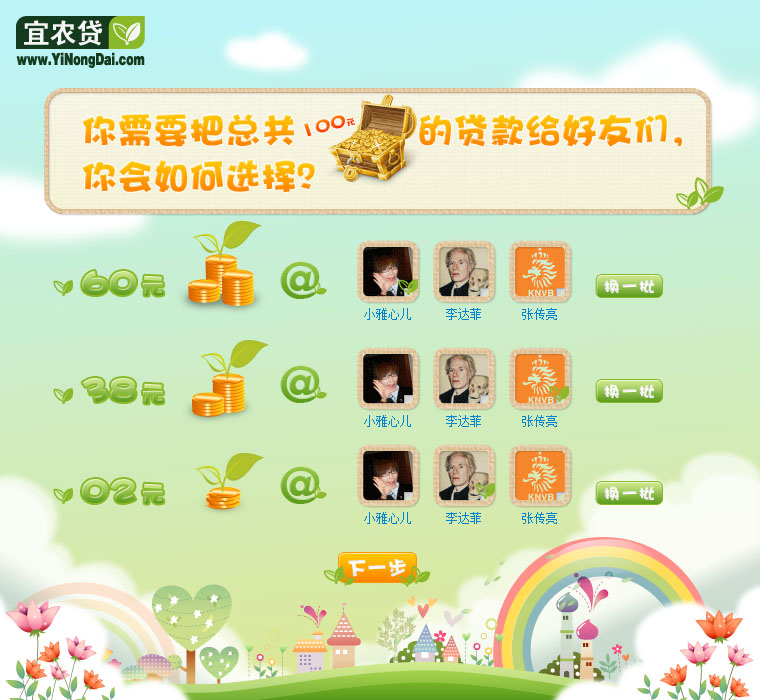 宜农贷
www.YiNongDai.com
你需要把总共100元的贷款给好友们，
你会如何选择？
60元 @ 换一批
KNVB
小雅心儿 李达菲 张传亮
38元 @ 换一批
KNVB
小雅心儿 李达菲 张传亮
02元 @ 换一批
KNVB
小雅心儿 李达菲 张传亮
下一步